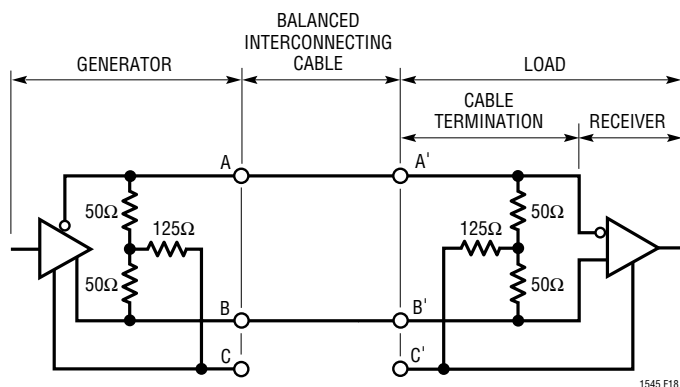 BALANCED
INTERCONNECTING
CABLE
GENERATOR
LOAD
CABLE
TERMINATION
RECEIVER
A
A'
50Ω
125Ω
50Ω
125Ω
50Ω
50Ω
B
B'
C
C'
1545 F18